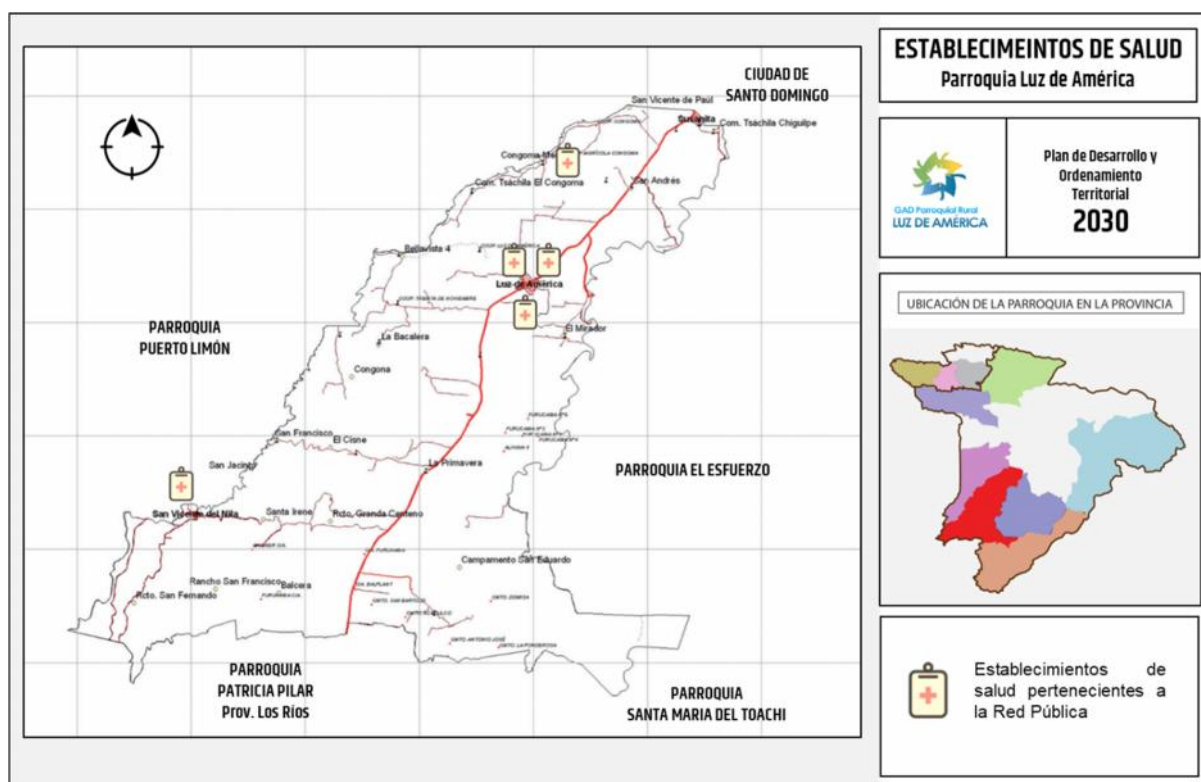 ESTABLECIMEINTOS DE SALUD
Parroquia Luz de América
GAD Parroquial Rural
LUZ DE AMÉRICA
Plan de Desarrollo y
Ordenamiento
Territorial
2030
UBICACIÓN DE LA PARROQUIA EN LA PROVINCIA
Establecimientos de
salud pertenecientes a
la Red Pública
CIUDAD DE
SANTO DOMINGO
San Vicente de Paúl
Susanita
Com. Tsachila Chiguilpe
Com. Tsachila El Congoma
San Andrés
Bellavista 4
Luz de América
PARROQUIA
PUERTO LIMÓN
La Bacalera
El Mirador
Congona
San Francisco
El Cisne
La Primavera
PARROQUIA EL ESFUERZO
San Jacinto
San Vicente del Nila
Santa Irene
Rcto. Granda Centeno
Campamento San Eduardo
Rancho San Francisco
Balcera
Rcto. San Fernando
PARROQUIA
PATRICIA PILAR
Prov. Los Ríos
PARROQUIA
SANTA MARIA DEL TOACHI